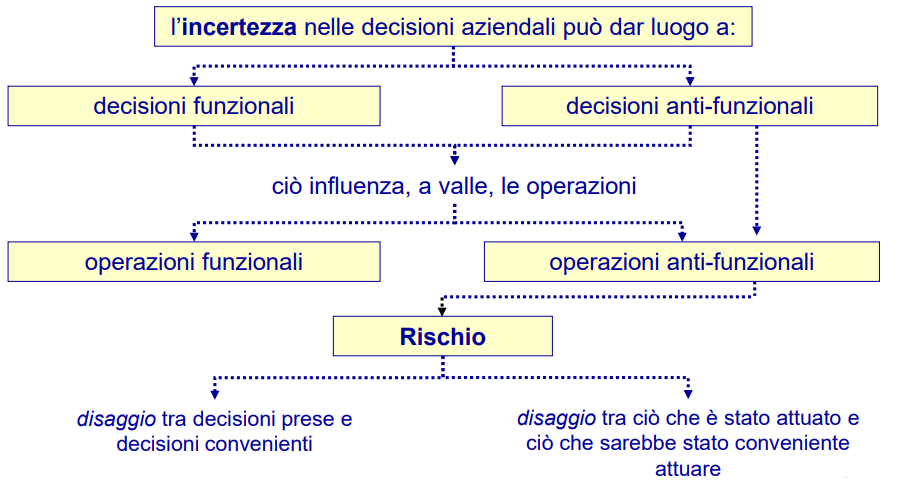 l'incertezza nelle decisioni aziendali può dar luogo a:
decisioni funzionali
decisioni anti-funzionali
ciò influenza, a valle, le operazioni
operazioni funzionali
operazioni anti-funzionali
Rischio
disaggio tra decisioni prese e
decisioni convenienti
disaggio tra ciò che è stato attuato e
ciò che sarebbe stato conveniente
attuare